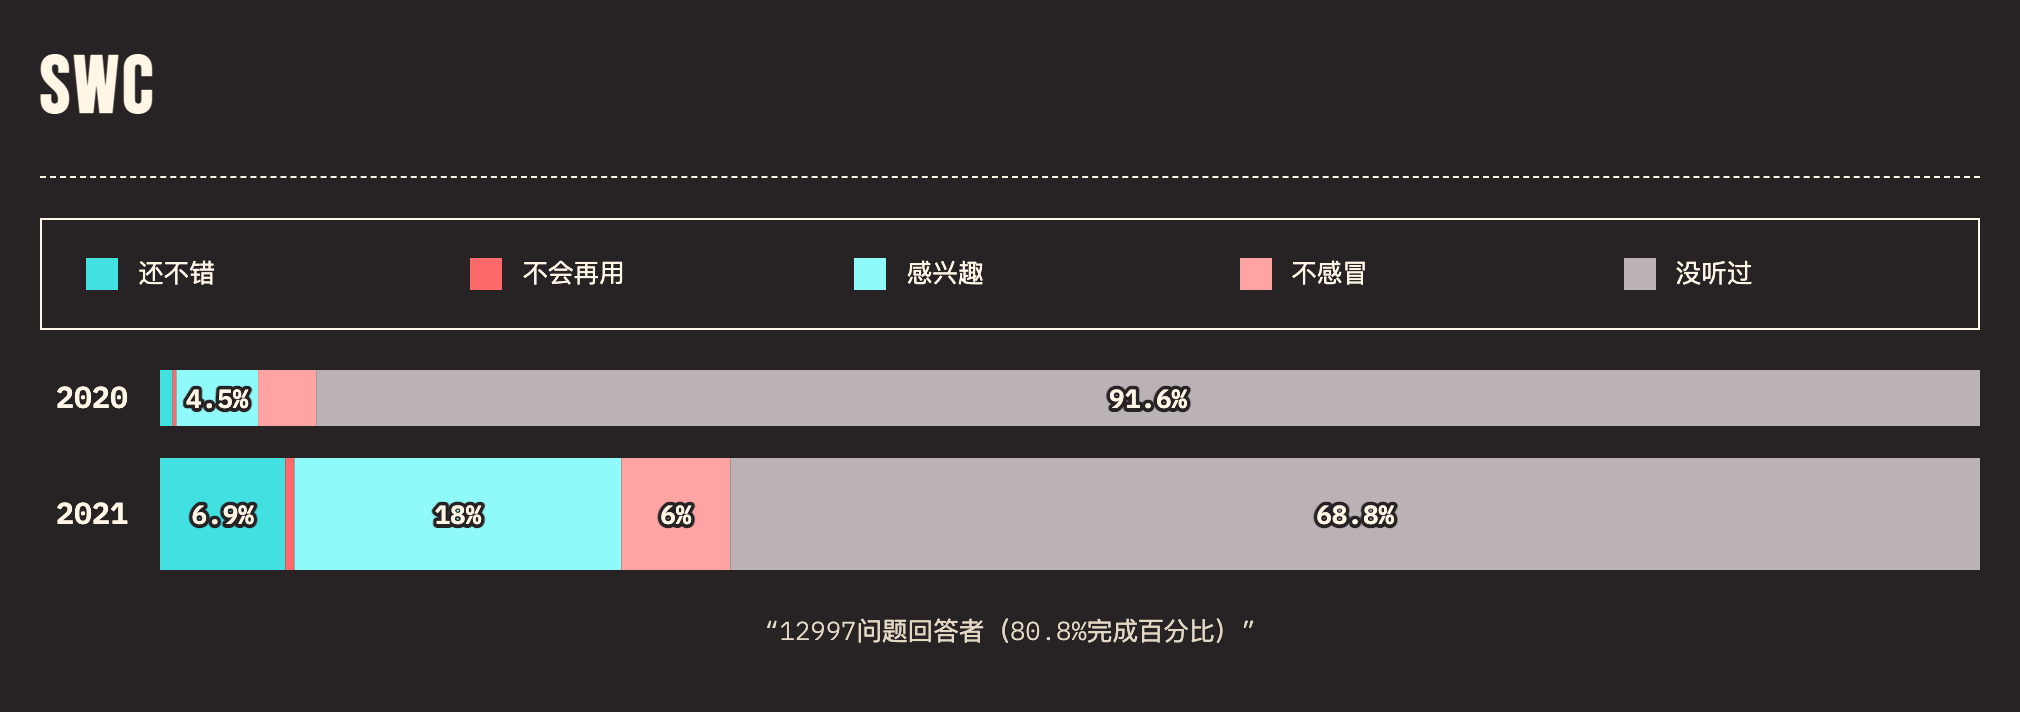 SWC
还不错 不会再用 感兴趣 不感冒 没听过
2020 4.5% 91.6%
2021 6.9% 18% 6% 68.8%
“12997问题回答者（80.8%完成百分比）”